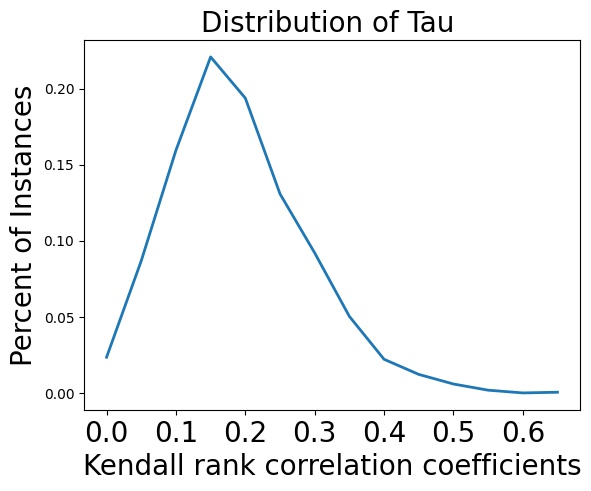 Distribution of Tau
Percent of Instances
0.20
0.15
0.10
0.05
0.00
0.0 0.1 0.2 0.3 0.4 0.5 0.6
Kendall rank correlation coefficients